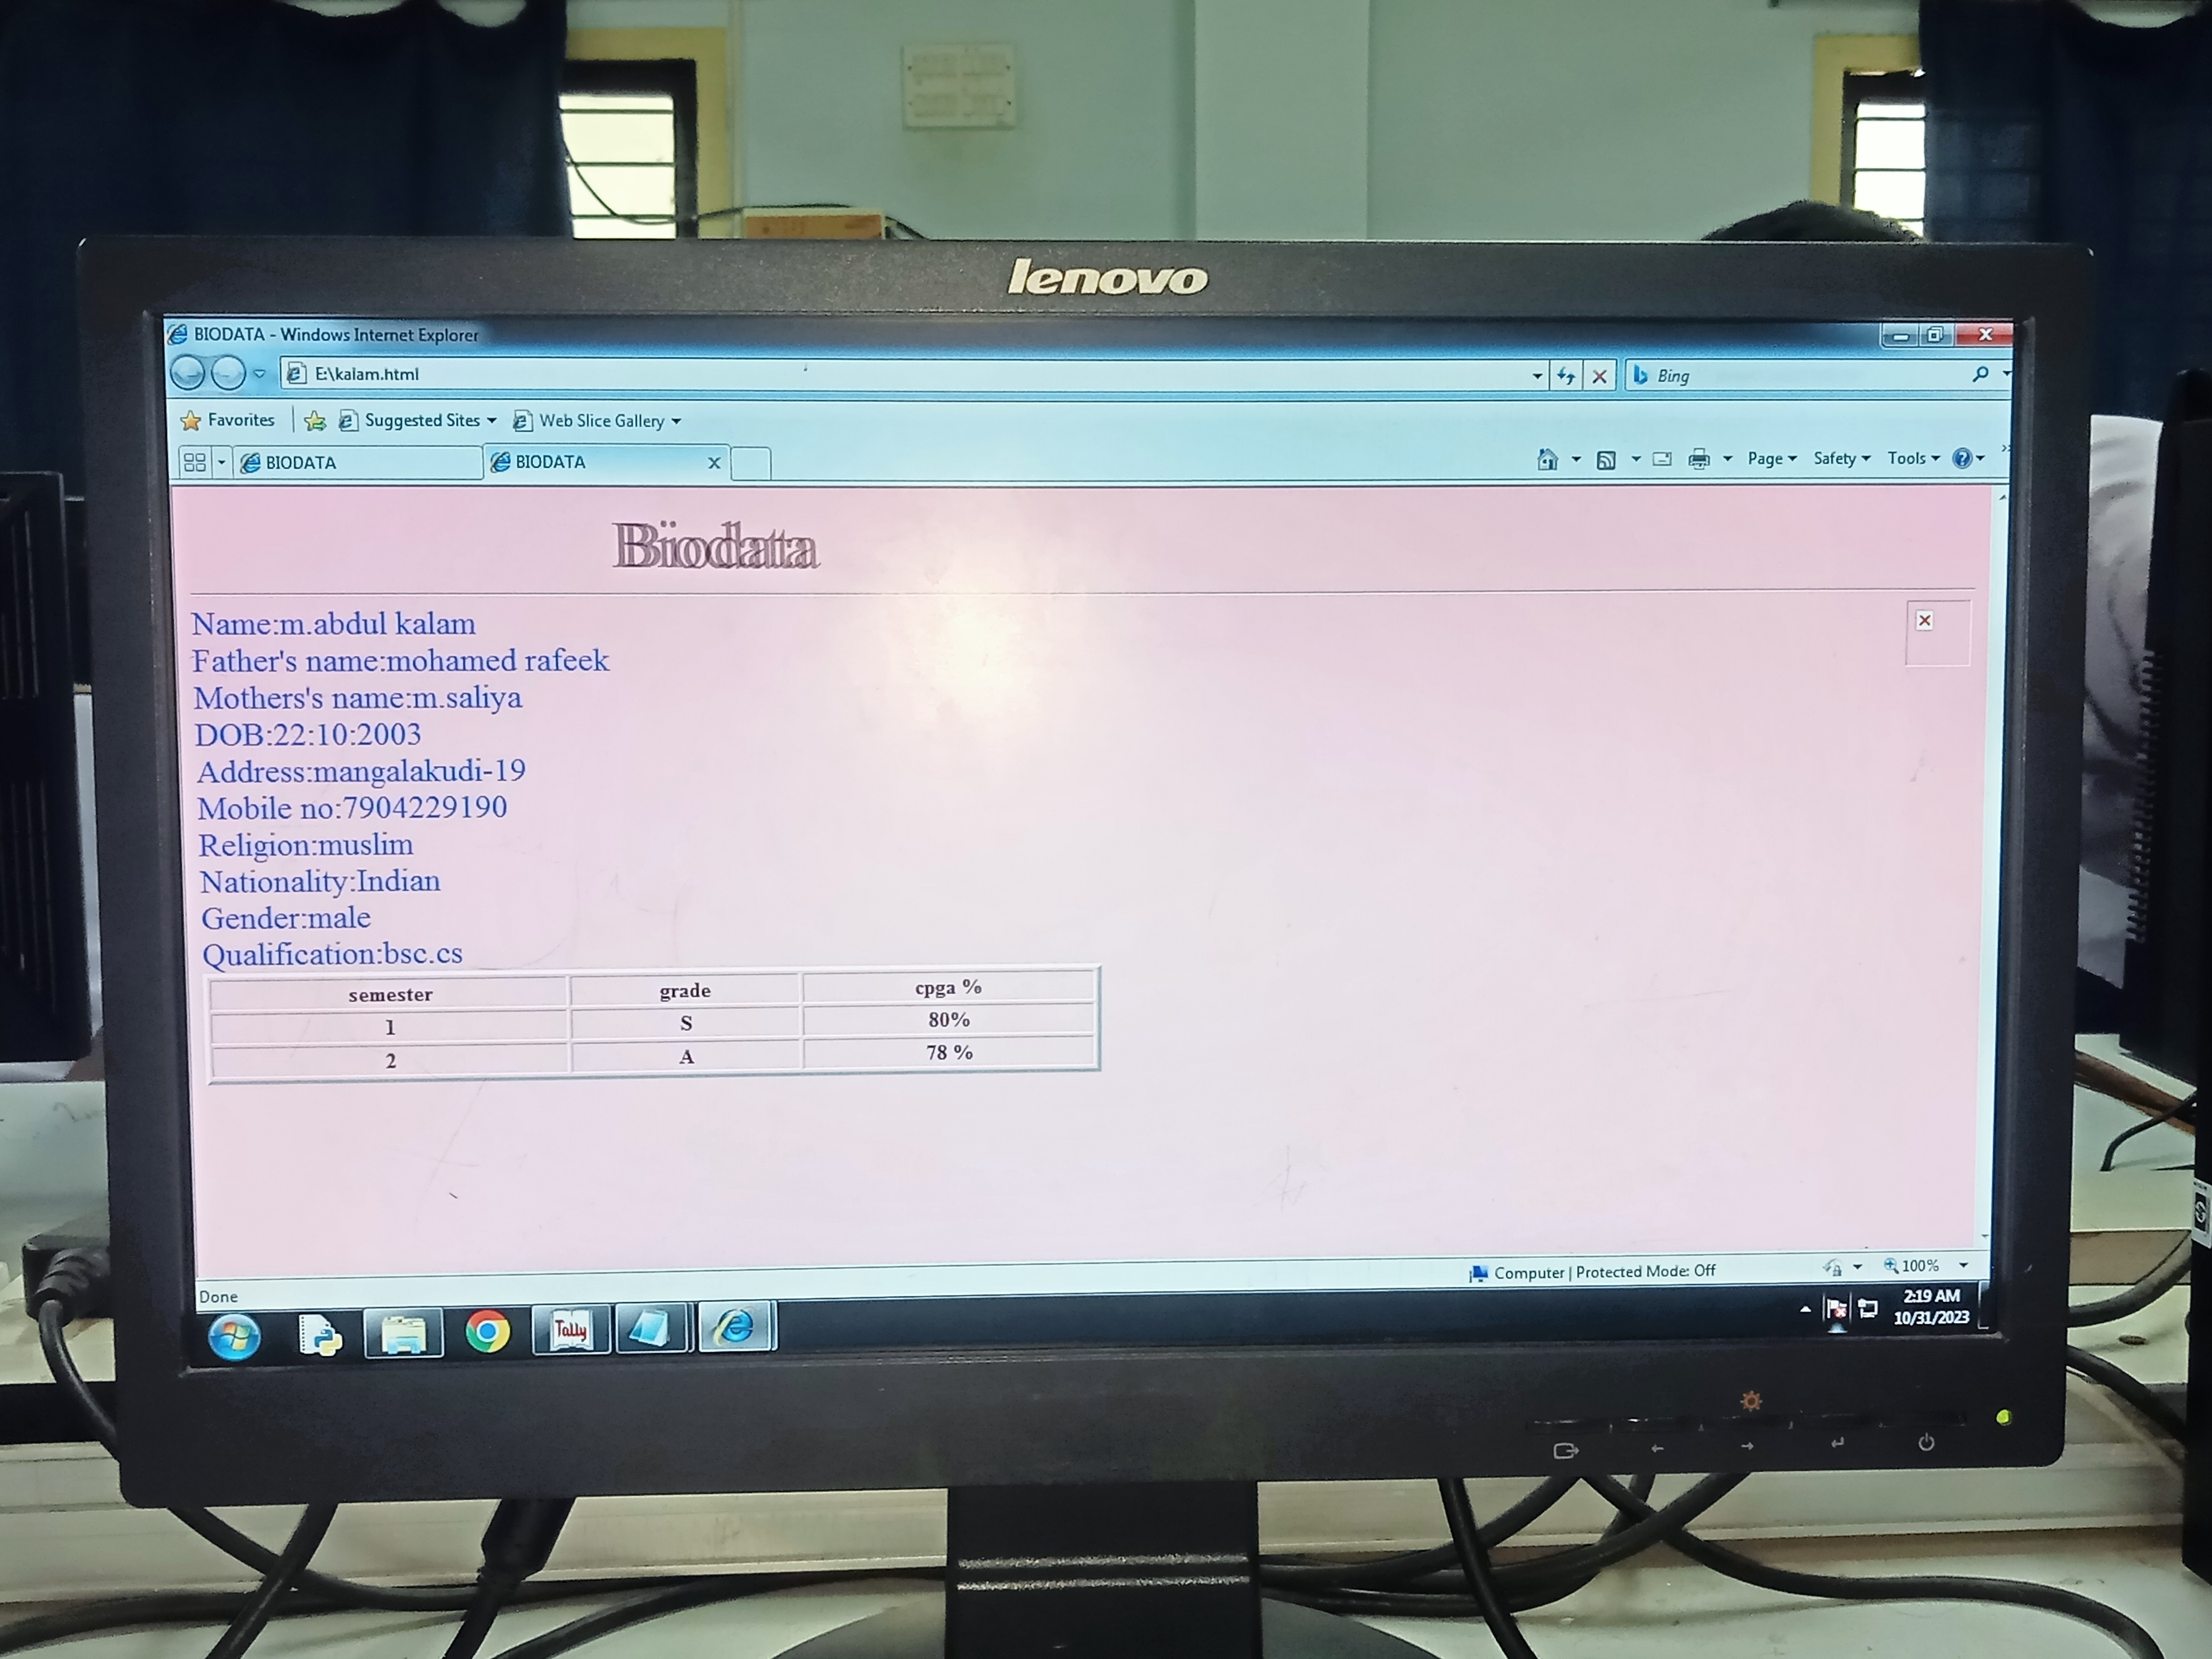 lenovo
BIODATA - Windows Internet Explorer
E:\kalam.html
Bing
Favorites Suggested Sites Web Slice Gallery
BIODATA BIODATA Page Safety Tools
Biodata
Name:m.abdul kalam
Father's name:mohamed rafeek
Mothers's name:m.saliya
DOB:22:10:2003
Address:mangalakudi-19
Mobile no:7904229190
Religion:muslim
Nationality:Indian
Gender:male
Qualification:bsc.cs
semester grade cpga %
1 S 80%
2 A 78 %
Done Computer | Protected Mode: Off 100%
Tally
2:19 AM
10/31/2023
hp